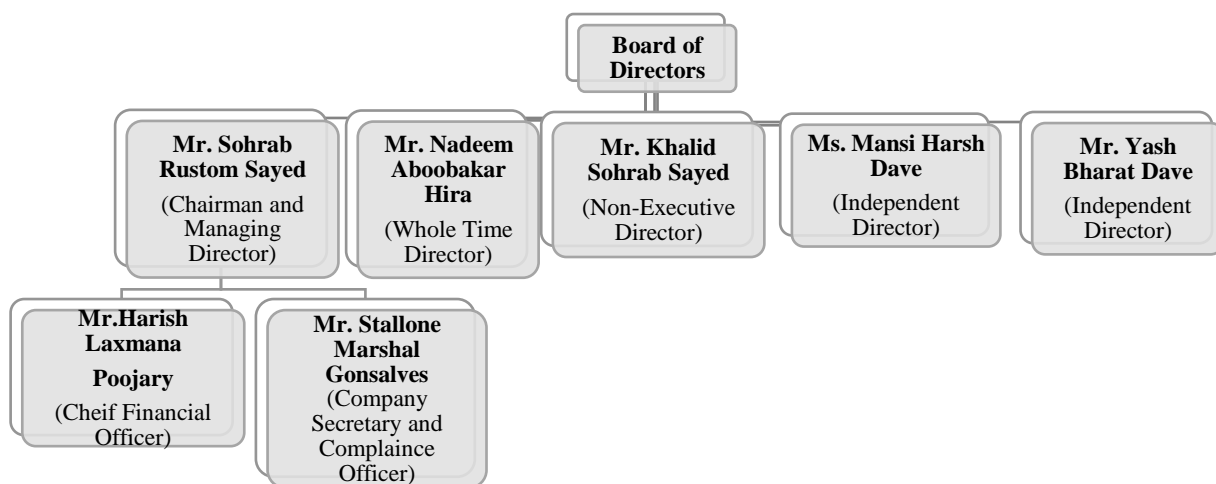 Board of
Directors
Mr. Sohrab
Rustom Sayed
(Chairman and
Managing
Director)
Mr. Nadeem
Aboobakar
Hira
(Whole Time
Director)
Mr. Khalid
Sohrab Sayed
(Non-Executive
Director)
Ms. Mansi Harsh
Dave
(Independent
Director)
Mr. Yash
Bharat Dave
(Independent
Director)
Mr.Harish
Laxmana
Poojary
(Cheif Financial
Officer)
Mr. Stallone
Marshal
Gonsalves
(Company
Secretary and
Complaince
Officer)